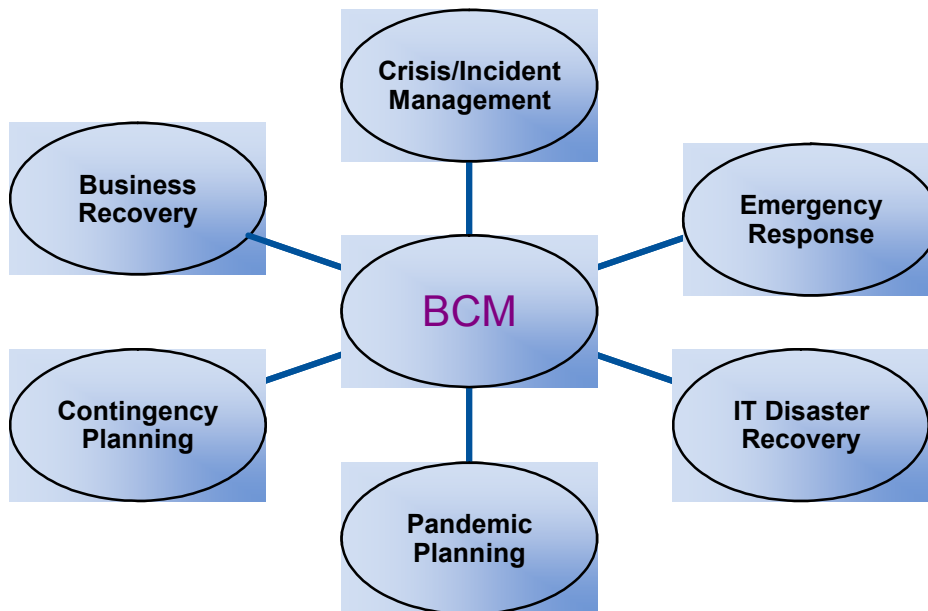 Crisis/Incident
Management
Business
Recovery
Emergency
Response
BCM
Contingency
Planning
IT Disaster
Recovery
Pandemic
Planning